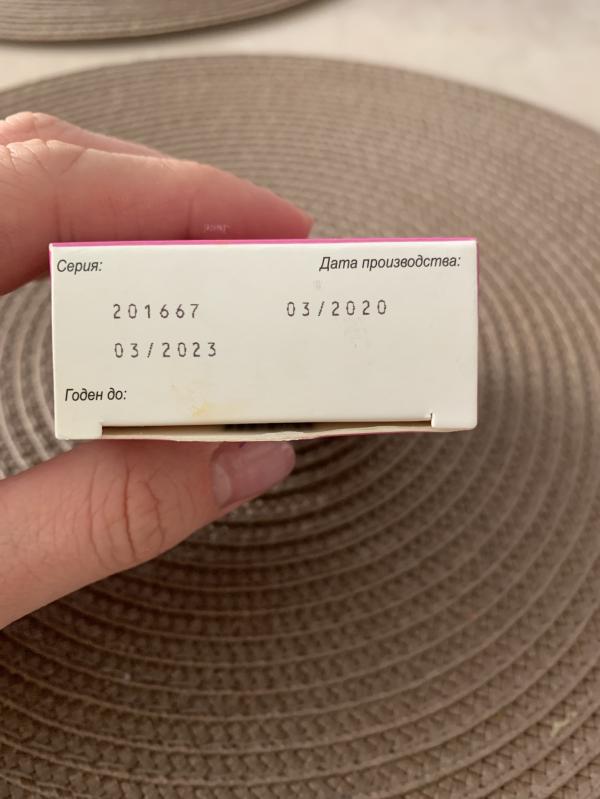 Серия:
Дата производства:
201667
03/2020
03/2023
Годен до: